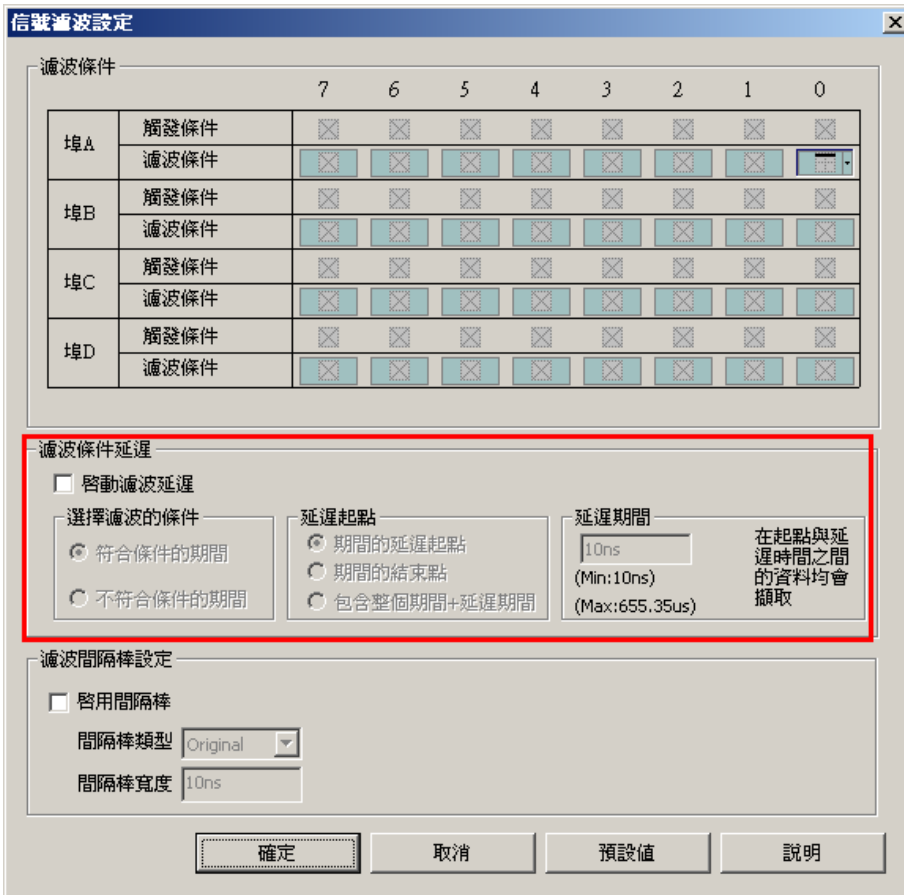 信號濾波設定
濾波條件
7 6 5 4 3 2 1 0
埠A 觸發條件
濾波條件
埠B 觸發條件
濾波條件
埠C 觸發條件
濾波條件
埠D 觸發條件
濾波條件
濾波條件延遲
啓動濾波延遲
選擇濾波的條件
符合條件的期間
不符合條件的期間
延遲起點
期間的延遲起點
期間的結束點
包含整個期間+延遲期間
延遲期間
10ns
(Min:10ns)
(Max:655.35us)
在起點與延
遲時間之間
的資料均會
擷取
濾波間隔棒設定
啓用間隔棒
間隔棒類型 Original
間隔棒寬度 10ns
確定 取消 預設值 說明